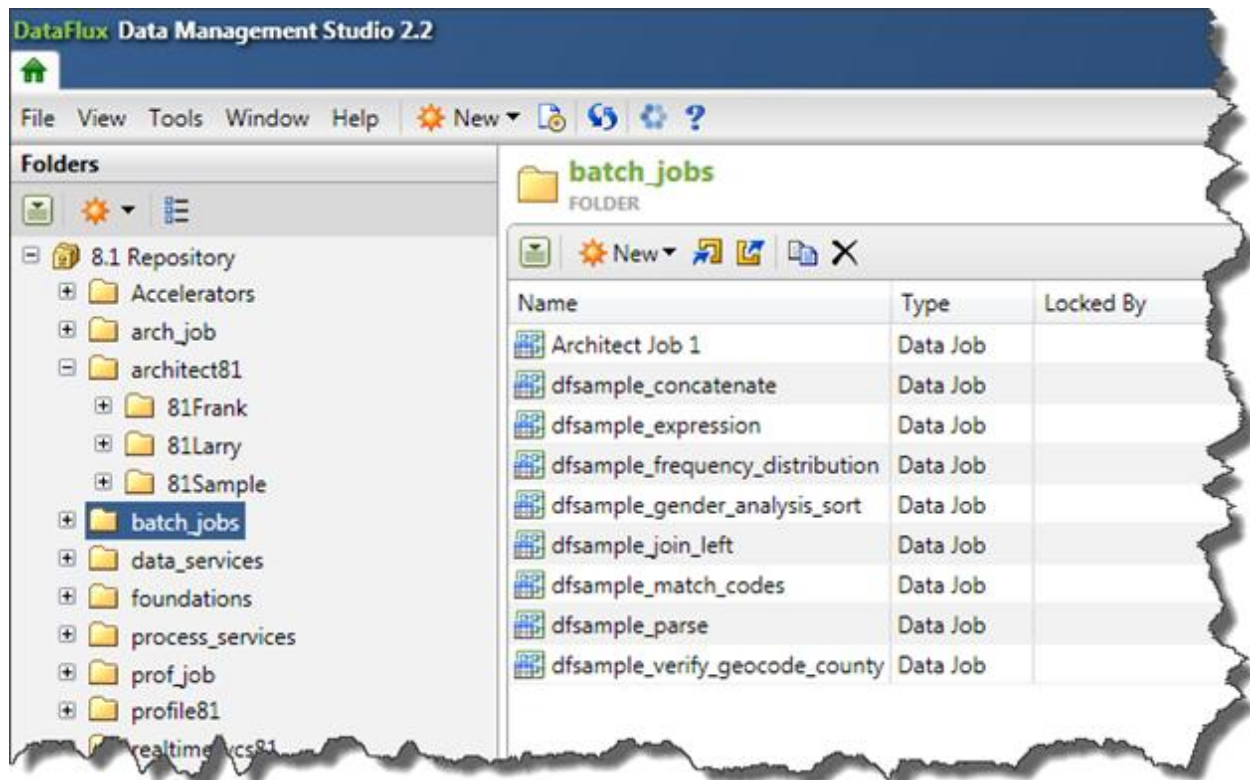 DataFlux Data Management Studio 2.2
File View Tools Window Help New ?
Folders
8.1 Repository
Accelerators
arch_job
architect81
81Frank
81Larry
81Sample
batch_jobs
data_services
foundations
process_services
prof_job
profile81
batch_jobs
FOLDER
New
Name Type Locked By
Architect Job 1 Data Job
dfsample_concatenate Data Job
dfsample_expression Data Job
dfsample_frequency_distribution Data Job
dfsample_gender_analysis_sort Data Job
dfsample_join_left Data Job
dfsample_match_codes Data Job
dfsample_parse Data Job
dfsample_verify_geocode_county Data Job